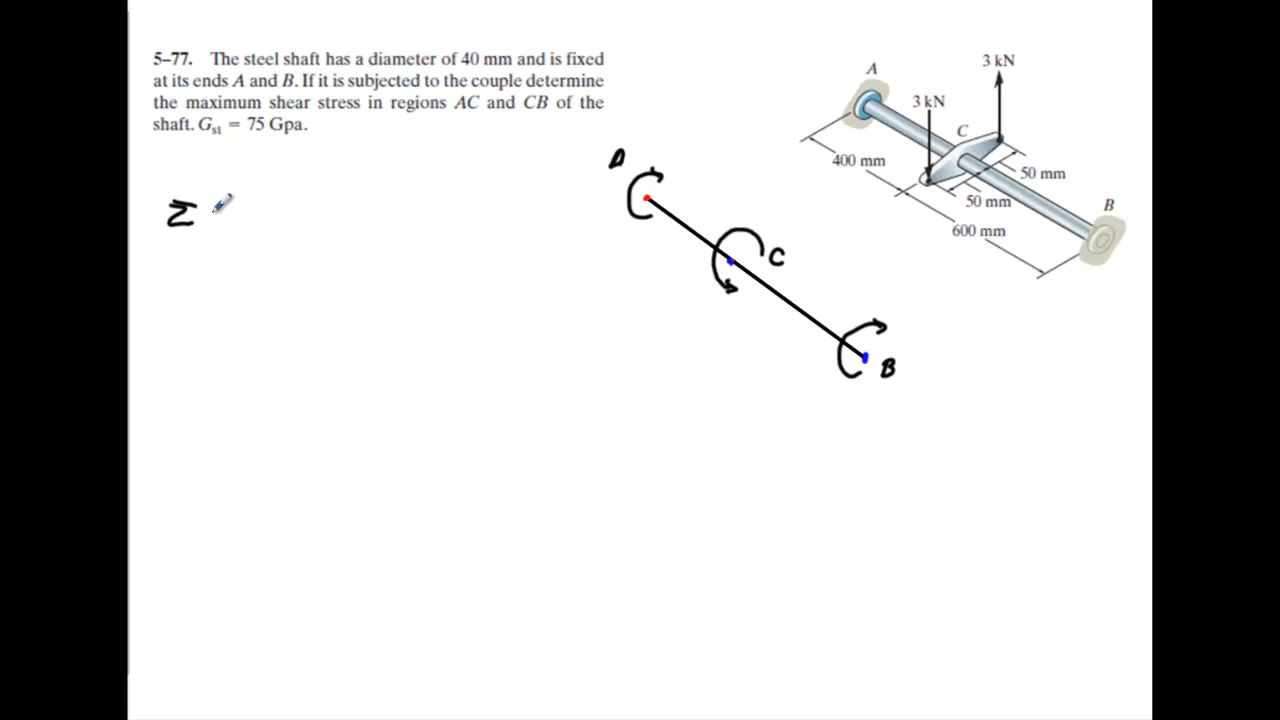 5–77. The steel shaft has a diameter of 40 mm and is fixed
at its ends A and B. If it is subjected to the couple determine
the maximum shear stress in regions AC and CB of the
shaft. Gst = 75 Gpa.
A
3 kN
3 kN
C
400 mm
50 mm
50 mm
B
600 mm
Σ
C
B